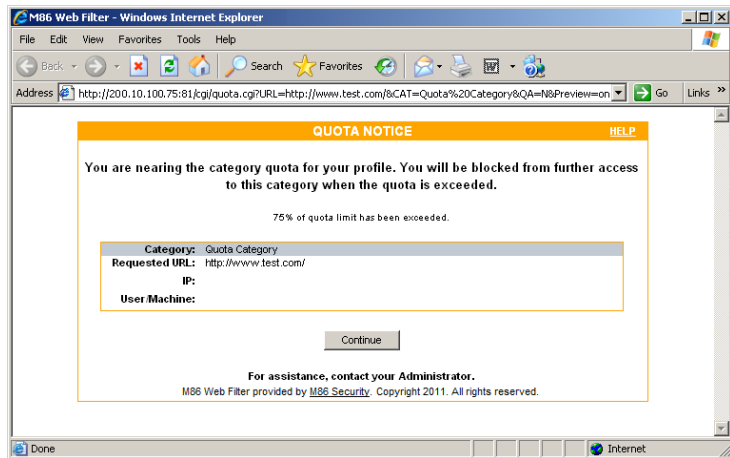 M86 Web Filter - Windows Internet Explorer
File Edit View Favorites Tools Help
Back Search Favorites
Address http://200.10.100.75:81/cgi/quota.cgi?URL=http://www.test.com/&CAT=Quota%20Category&QA=N&Preview=on Go Links »
QUOTA NOTICE HELP
You are nearing the category quota for your profile. You will be blocked from further access
to this category when the quota is exceeded.
75% of quota limit has been exceeded.
Category: Quota Category
Requested URL: http://www.test.com/
IP:
User/Machine:
Continue
For assistance, contact your Administrator.
M86 Web Filter provided by M86 Security. Copyright 2011. All rights reserved.
Done Internet